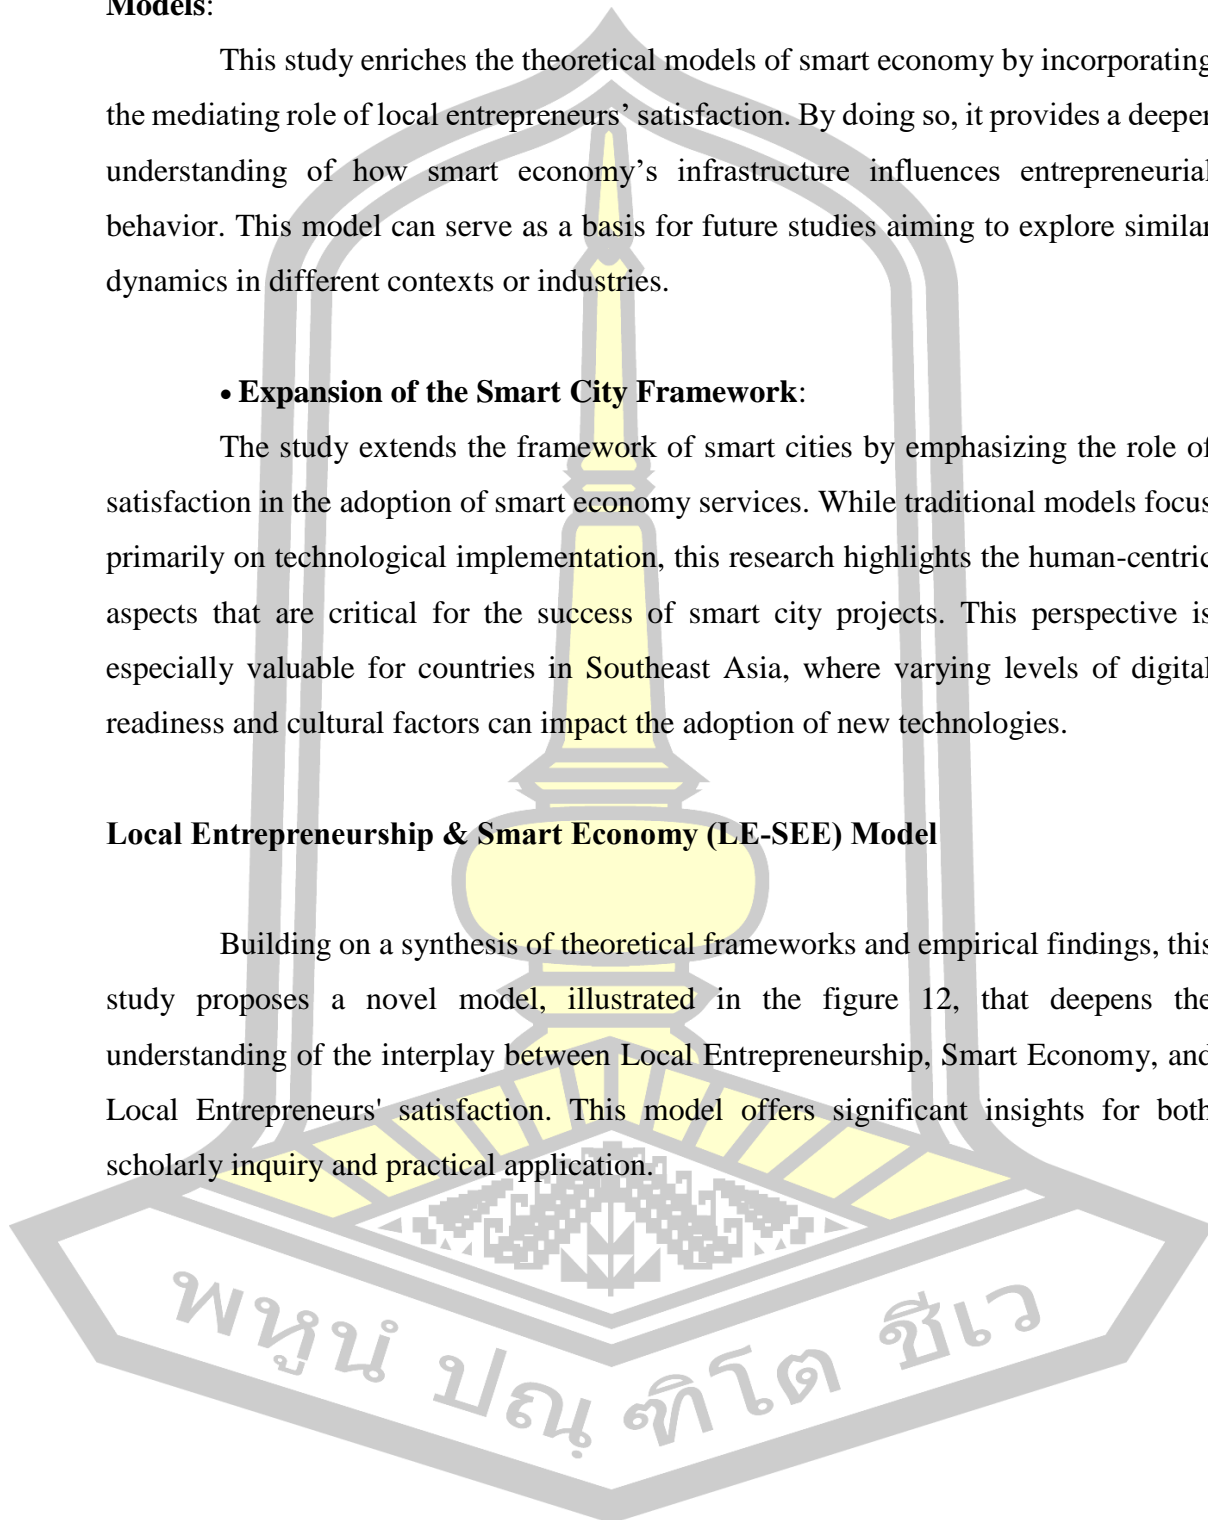 Models:
This study enriches the theoretical models of smart economy by incorporating
the mediating role of local entrepreneurs’ satisfaction. By doing so, it provides a deeper
understanding of how smart economy’s infrastructure influences entrepreneurial
behavior. This model can serve as a basis for future studies aiming to explore similar
dynamics in different contexts or industries.
• Expansion of the Smart City Framework:
The study extends the framework of smart cities by emphasizing the role of
satisfaction in the adoption of smart economy services. While traditional models focus
primarily on technological implementation, this research highlights the human-centric
aspects that are critical for the success of smart city projects. This perspective is
especially valuable for countries in Southeast Asia, where varying levels of digital
readiness and cultural factors can impact the adoption of new technologies.
Local Entrepreneurship & Smart Economy (LE-SEE) Model
Building on a synthesis of theoretical frameworks and empirical findings, this
study proposes a novel model, illustrated in the figure 12, that deepens the
understanding of the interplay between Local Entrepreneurship, Smart Economy, and
Local Entrepreneurs' satisfaction. This model offers significant insights for both
scholarly inquiry and practical application.
พหูนํ ปณฺฑิโต ชีเว